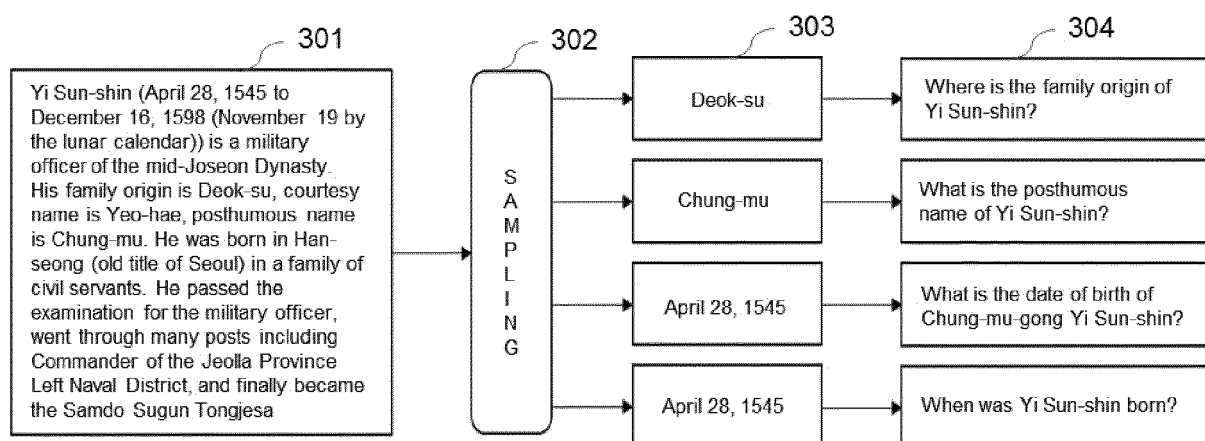 301
302
303
304
Yi Sun-shin (April 28, 1545 to
December 16, 1598 (November 19 by
the lunar calendar)) is a military
officer of the mid-Joseon Dynasty.
His family origin is Deok-su, courtesy
name is Yeo-hae, posthumous name
is Chung-mu. He was born in Han-
seong (old title of Seoul) in a family of
civil servants. He passed the
examination for the military officer,
went through many posts including
Commander of the Jeolla Province
Left Naval District, and finally became
the Samdo Sugun Tongjesa
SAMPLING
Deok-su
Where is the family origin of
Yi Sun-shin?
Chung-mu
What is the posthumous
name of Yi Sun-shin?
April 28, 1545
What is the date of birth of
Chung-mu-gong Yi Sun-shin?
April 28, 1545
When was Yi Sun-shin born?